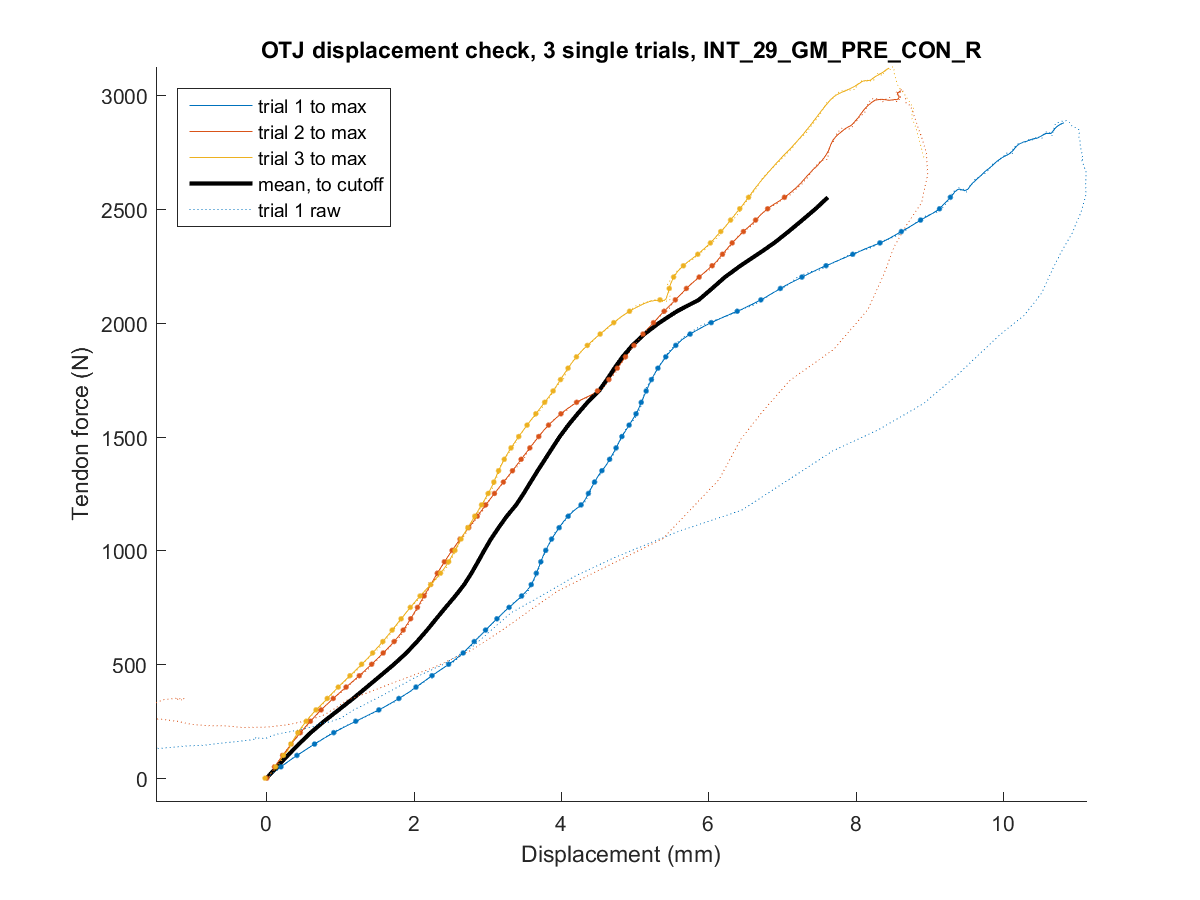 OTJ displacement check, 3 single trials, INT_29_GM_PRE_CON_R
trial 1 to max
trial 2 to max
trial 3 to max
mean, to cutoff
trial 1 raw
3000
2500
2000
1500
1000
500
0
Tendon force (N)
0 2 4 6 8 10
Displacement (mm)